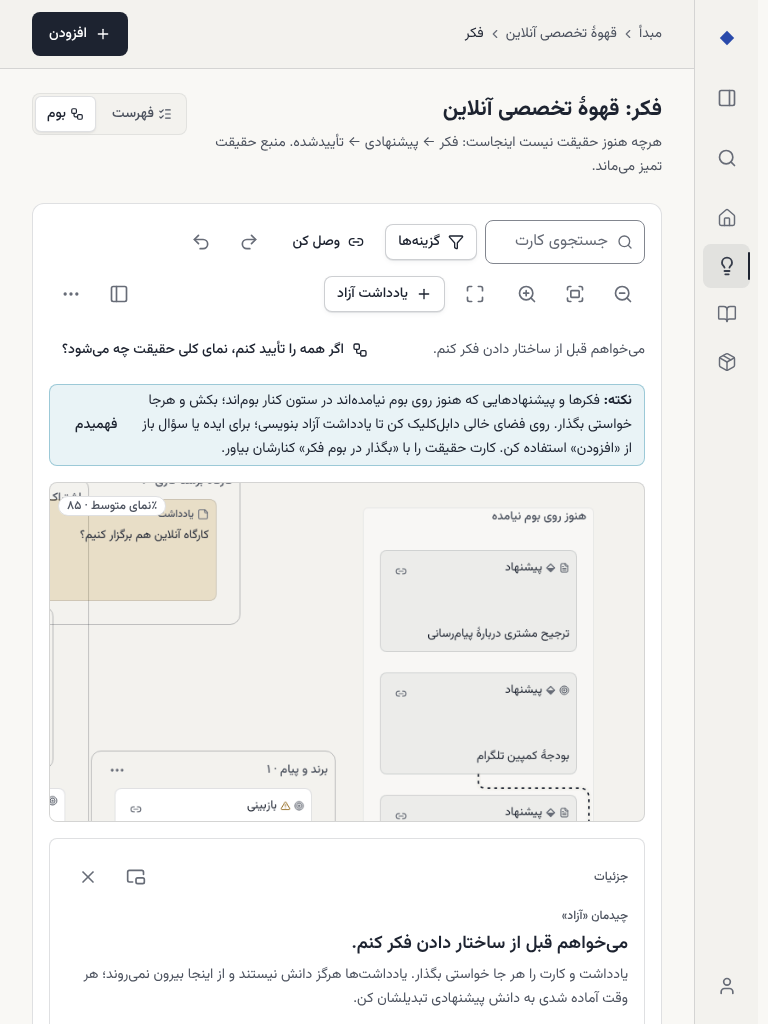 مبدأ › قهوهٔ تخصصی آنلاین › فکر
افزودن
فکر: قهوهٔ تخصصی آنلاین
هرچه هنوز حقیقت نیست اینجاست: فکر ← پیشنهادی ← تأییدشده. منبع حقیقت
تمیز می‌ماند.
فهرست
بوم
جستجوی کارت
گزینه‌ها
وصل کن
یادداشت آزاد
می‌خواهم قبل از ساختار دادن فکر کنم.
اگر همه را تأیید کنم، نمای کلی حقیقت چه می‌شود؟
نکته: فکرها و پیشنهادهایی که هنوز روی بوم نیامده‌اند در ستون کنار بوم‌اند؛ بکش و هرجا
خواستی بگذار. روی فضای خالی دابل‌کلیک کن تا یادداشت آزاد بنویسی؛ برای ایده یا سؤال باز
از «افزودن» استفاده کن. کارت حقیقت را با «بگذار در بوم فکر» کنارشان بیاور.
فهمیدم
هنوز روی بوم نیامده
پیشنهاد
ترجیح مشتری دربارهٔ پیام‌رسانی
پیشنهاد
بودجهٔ کمپین تلگرام
پیشنهاد
نمای متوسط · ۸۵٪
یادداشت
کارگاه آنلاین هم برگزار کنیم؟
برند و پیام · ۱
بازبینی
جزئیات
چیدمان «آزاد»
می‌خواهم قبل از ساختار دادن فکر کنم.
یادداشت و کارت را هر جا خواستی بگذار. یادداشت‌ها هرگز دانش نیستند و از اینجا بیرون نمی‌روند؛ هر
وقت آماده شدی به دانش پیشنهادی تبدیلشان کن.